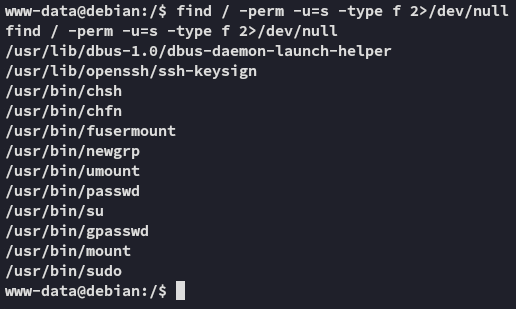 www-data@debian:/$ find / -perm -u=s -type f 2>/dev/null
find / -perm -u=s -type f 2>/dev/null
/usr/lib/dbus-1.0/dbus-daemon-launch-helper
/usr/lib/openssh/ssh-keysign
/usr/bin/chsh
/usr/bin/chfn
/usr/bin/fusermount
/usr/bin/newgrp
/usr/bin/umount
/usr/bin/passwd
/usr/bin/su
/usr/bin/gpasswd
/usr/bin/mount
/usr/bin/sudo
www-data@debian:/$